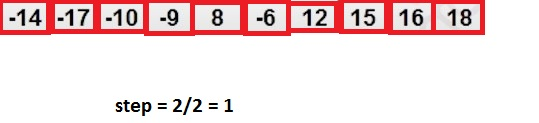 -14 -17 -10 -9 8 -6 12 15 16 18
step = 2/2 = 1